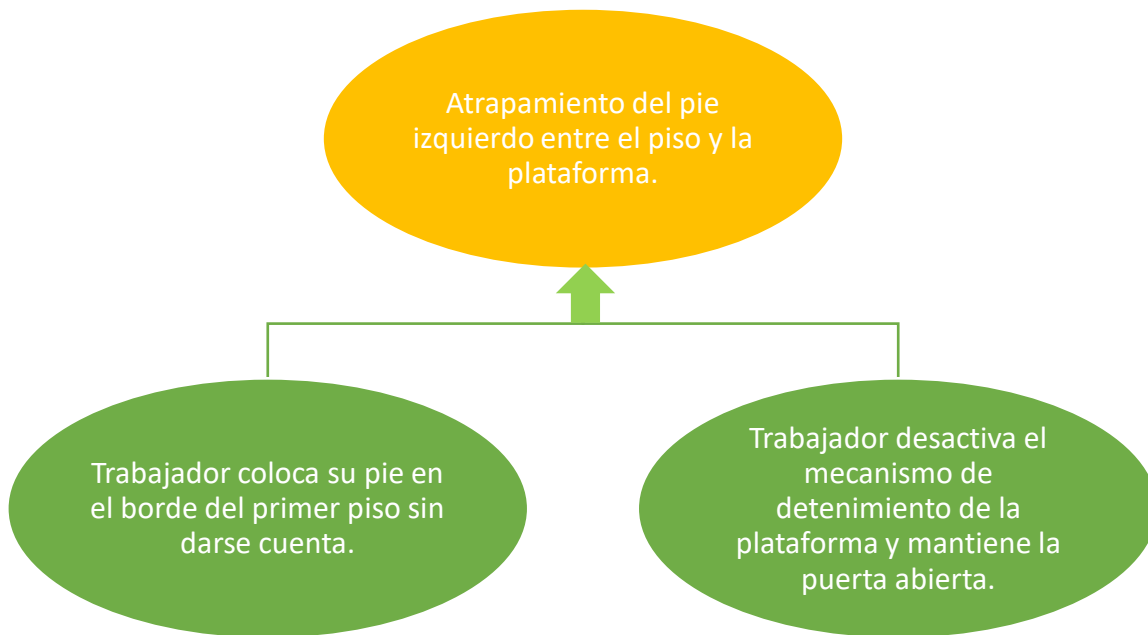 Atrapamiento del pie
izquierdo entre el piso y la
plataforma.
Trabajador coloca su pie en
el borde del primer piso sin
darse cuenta.
Trabajador desactiva el
mecanismo de
detenimiento de la
plataforma y mantiene la
puerta abierta.